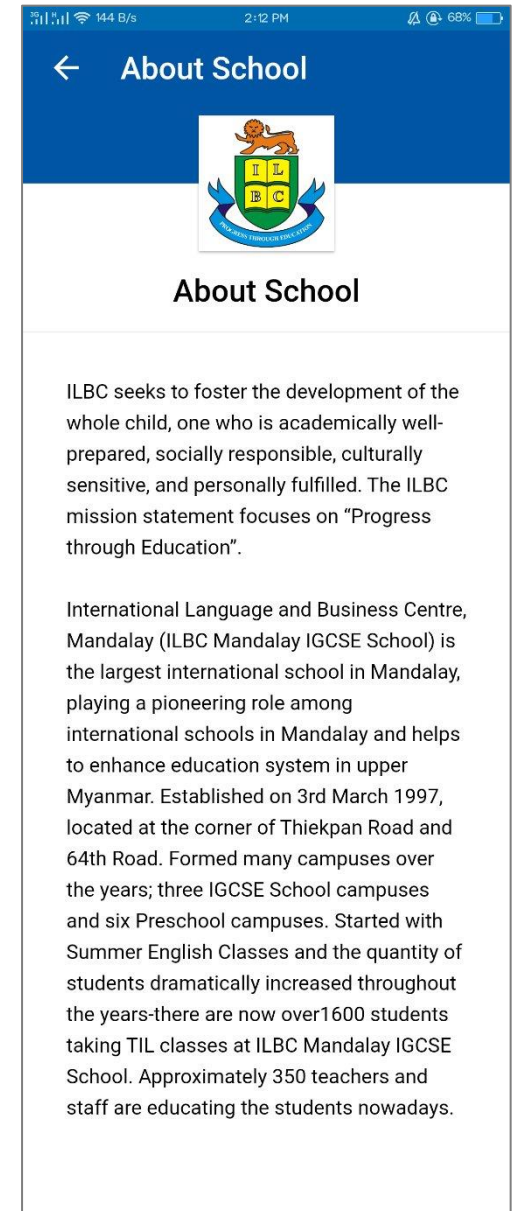 144 B/s 2:12 PM 68%
About School
I L
B C
PROGRESS THROUGH EDUCATION
About School
ILBC seeks to foster the development of the
whole child, one who is academically well-
prepared, socially responsible, culturally
sensitive, and personally fulfilled. The ILBC
mission statement focuses on “Progress
through Education”.
International Language and Business Centre,
Mandalay (ILBC Mandalay IGCSE School) is
the largest international school in Mandalay,
playing a pioneering role among
international schools in Mandalay and helps
to enhance education system in upper
Myanmar. Established on 3rd March 1997,
located at the corner of Thiekpan Road and
64th Road. Formed many campuses over
the years; three IGCSE School campuses
and six Preschool campuses. Started with
Summer English Classes and the quantity of
students dramatically increased throughout
the years-there are now over1600 students
taking TIL classes at ILBC Mandalay IGCSE
School. Approximately 350 teachers and
staff are educating the students nowadays.